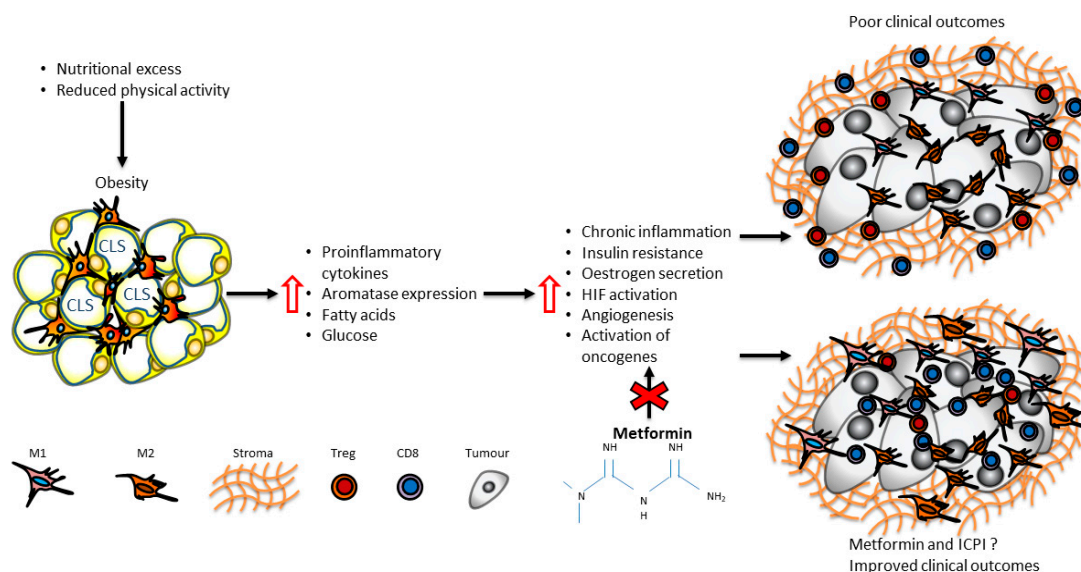 Poor clinical outcomes
• Nutritional excess
• Reduced physical activity
Obesity
CLS
CLS
CLS
• Proinflammatory
cytokines
• Aromatase expression
• Fatty acids
• Glucose
• Chronic inflammation
• Insulin resistance
• Oestrogen secretion
• HIF activation
• Angiogenesis
• Activation of
oncogenes
Metformin
NH
NH
N
N
H
NH₂
M1
M2
Stroma
Treg
CD8
Tumour
Metformin and ICPI ?
Improved clinical outcomes